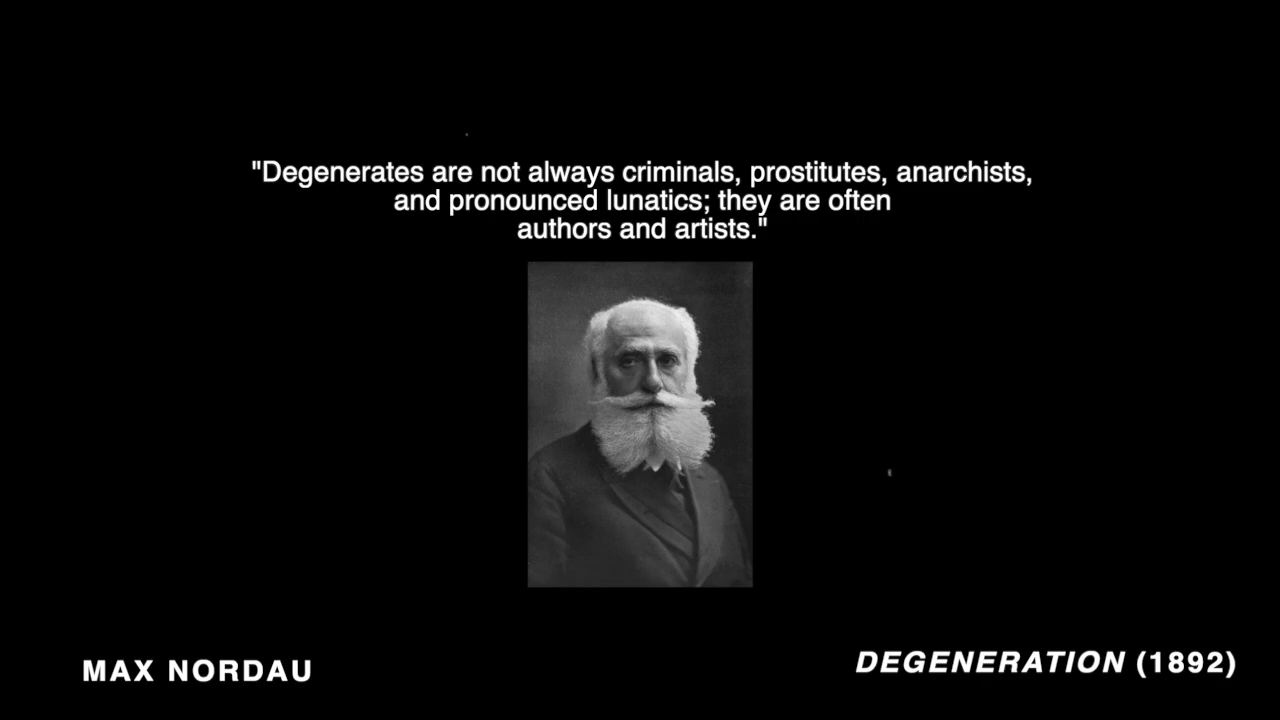 "Degenerates are not always criminals, prostitutes, anarchists,
and pronounced lunatics; they are often
authors and artists."
MAX NORDAU
DEGENERATION (1892)